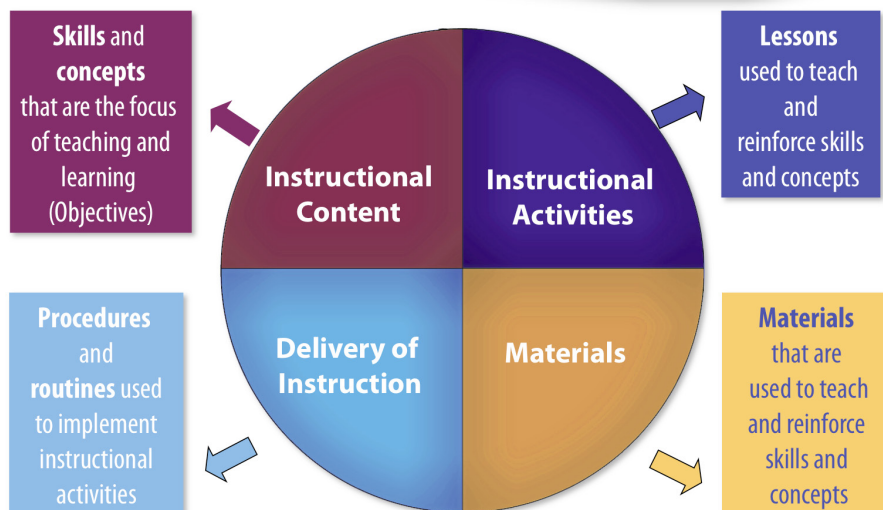 Skills and
concepts
that are the focus
of teaching and
learning
(Objectives)
Instructional
Content
Instructional
Activities
Lessons
used to teach
and
reinforce skills
and concepts
Procedures
and
routines used
to implement
instructional
activities
Delivery of
Instruction
Materials
Materials
that are
used to teach
and reinforce
skills and
concepts